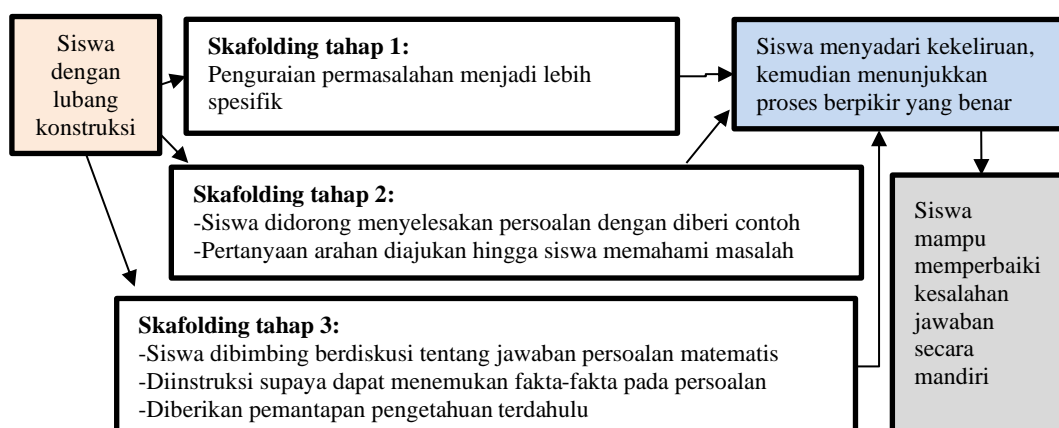 Siswa
dengan
lubang
konstruksi
Skafolding tahap 1:
Penguraian permasalahan menjadi lebih
spesifik
Siswa menyadari kekeliruan,
kemudian menunjukkan
proses berpikir yang benar
Skafolding tahap 2:
-Siswa didorong menyelesakan persoalan dengan diberi contoh
-Pertanyaan arahan diajukan hingga siswa memahami masalah
Skafolding tahap 3:
-Siswa dibimbing berdiskusi tentang jawaban persoalan matematis
-Diinstruksi supaya dapat menemukan fakta-fakta pada persoalan
-Diberikan pemantapan pengetahuan terdahulu
Siswa
mampu
memperbaiki
kesalahan
jawaban
secara
mandiri